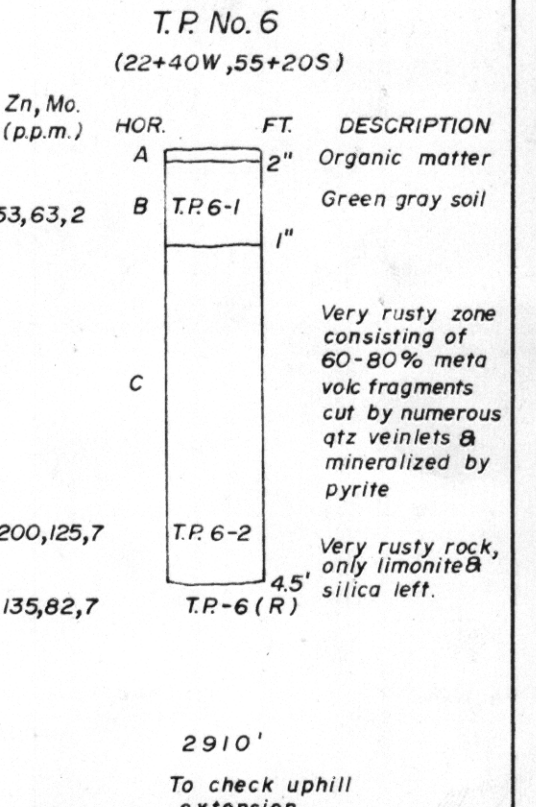 T.P. No. 6
(22+40W,55+20S)
Zn, Mo.
(p.p.m.)
HOR.
FT.
DESCRIPTION
A
2"
Organic matter
53,63,2
B
T.P. 6-1
Green gray soil
1"
Very rusty zone
consisting of
60-80% meta
volc fragments
C
cut by numerous
qtz veinlets &
mineralized by
pyrite
200,125,7
T.P. 6-2
Very rusty rock,
only limonite &
silica left.
4.5'
135,82,7
T.P.-6 (R)
2910'
To check uphill
extension